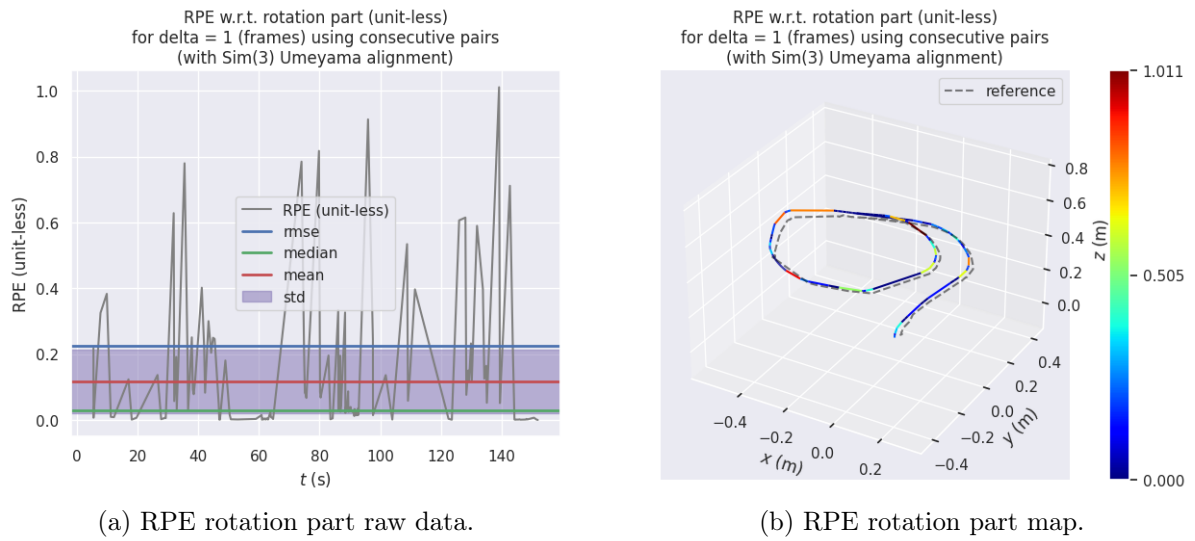 RPE w.r.t. rotation part (unit-less)
for delta = 1 (frames) using consecutive pairs
(with Sim(3) Umeyama alignment)
RPE (unit-less)
1.0
0.8
0.6
0.4
0.2
0.0
RPE (unit-less)
rmse
median
mean
std
0 20 40 60 80 100 120 140
t (s)
(a) RPE rotation part raw data.
RPE w.r.t. rotation part (unit-less)
for delta = 1 (frames) using consecutive pairs
(with Sim(3) Umeyama alignment)
reference
0.8
0.6
0.4
0.2
0.0
z (m)
0.4
0.2
0.0
−0.2
−0.4
y (m)
−0.4
−0.2
0.0
0.2
x (m)
1.011
0.505
0.000
(b) RPE rotation part map.